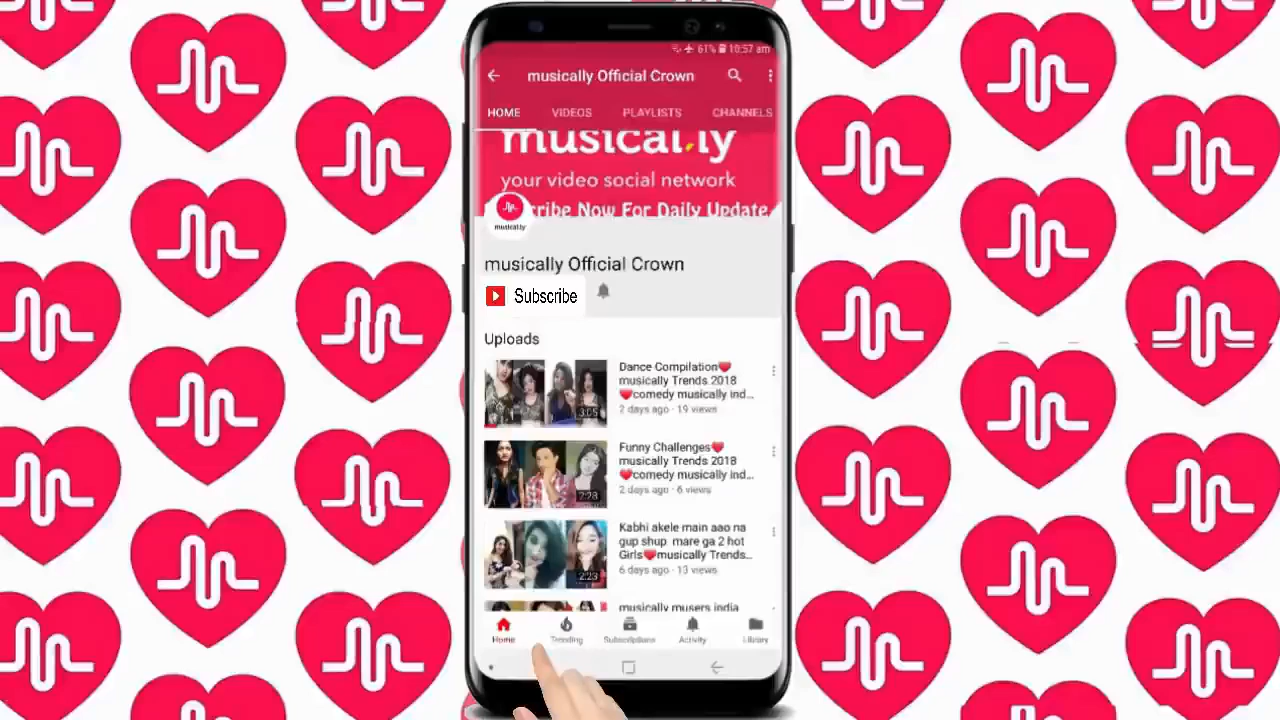 61% 10:57 am
musically Official Crown
HOME VIDEOS PLAYLISTS CHANNELS
musical.ly
your video social network
cribe Now For Daily Update
musical.ly
musically Official Crown
Subscribe
Uploads
Dance Compilation❤
musically Trends 2018
❤comedy musically ind...
2 days ago · 19 views
3:05
Funny Challenges❤
musically Trends 2018
❤comedy musically ind...
2 days ago · 6 views
2:28
Kabhi akele main aao na
gup shup mare ga 2 hot
Girls❤musically Trends...
6 days ago · 13 views
2:23
musically musers india
Home Trending Subscriptions Activity Library